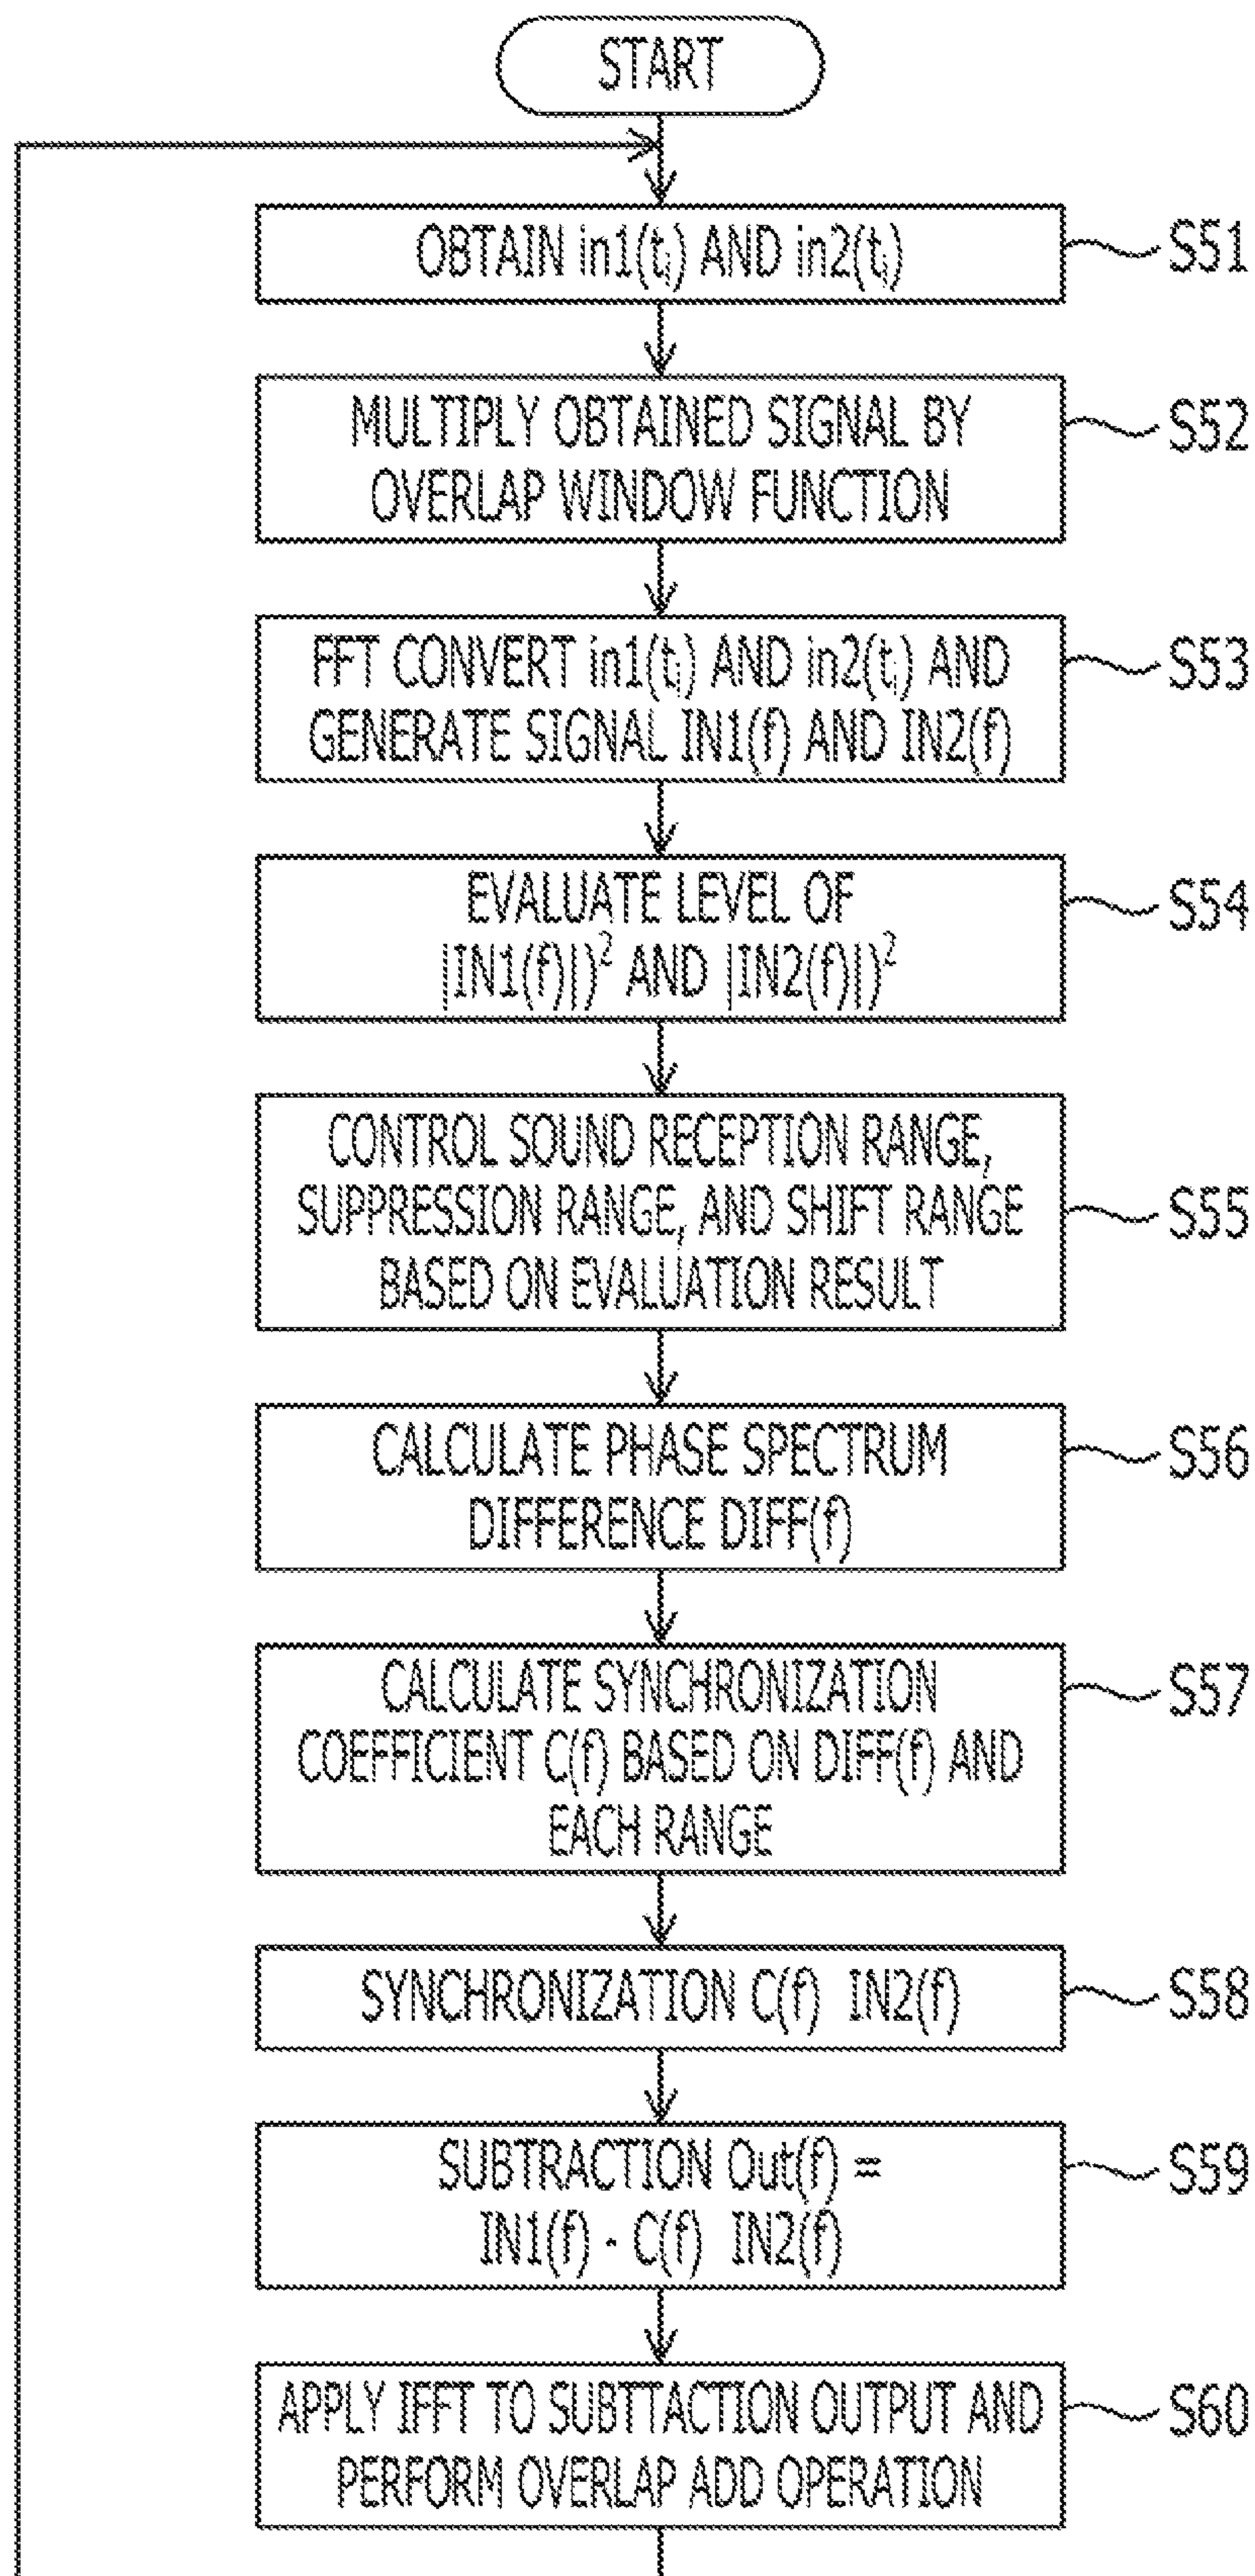 START
OBTAIN in1(tᵢ) AND in2(tᵢ)
S51
MULTIPLY OBTAINED SIGNAL BY
OVERLAP WINDOW FUNCTION
S52
FFT CONVERT in1(tᵢ) AND in2(tᵢ) AND
GENERATE SIGNAL IN1(f) AND IN2(f)
S53
EVALUATE LEVEL OF
|IN1(f)|)² AND |IN2(f)|)²
S54
CONTROL SOUND RECEPTION RANGE,
SUPPRESSION RANGE, AND SHIFT RANGE
BASED ON EVALUATION RESULT
S55
CALCULATE PHASE SPECTRUM
DIFFERENCE DIFF(f)
S56
CALCULATE SYNCHRONIZATION
COEFFICIENT C(f) BASED ON DIFF(f) AND
EACH RANGE
S57
SYNCHRONIZATION C(f) IN2(f)
S58
SUBTRACTION Out(f) =
IN1(f) - C(f) IN2(f)
S59
APPLY IFFT TO SUBTTACTION OUTPUT AND
PERFORM OVERLAP ADD OPERATION
S60